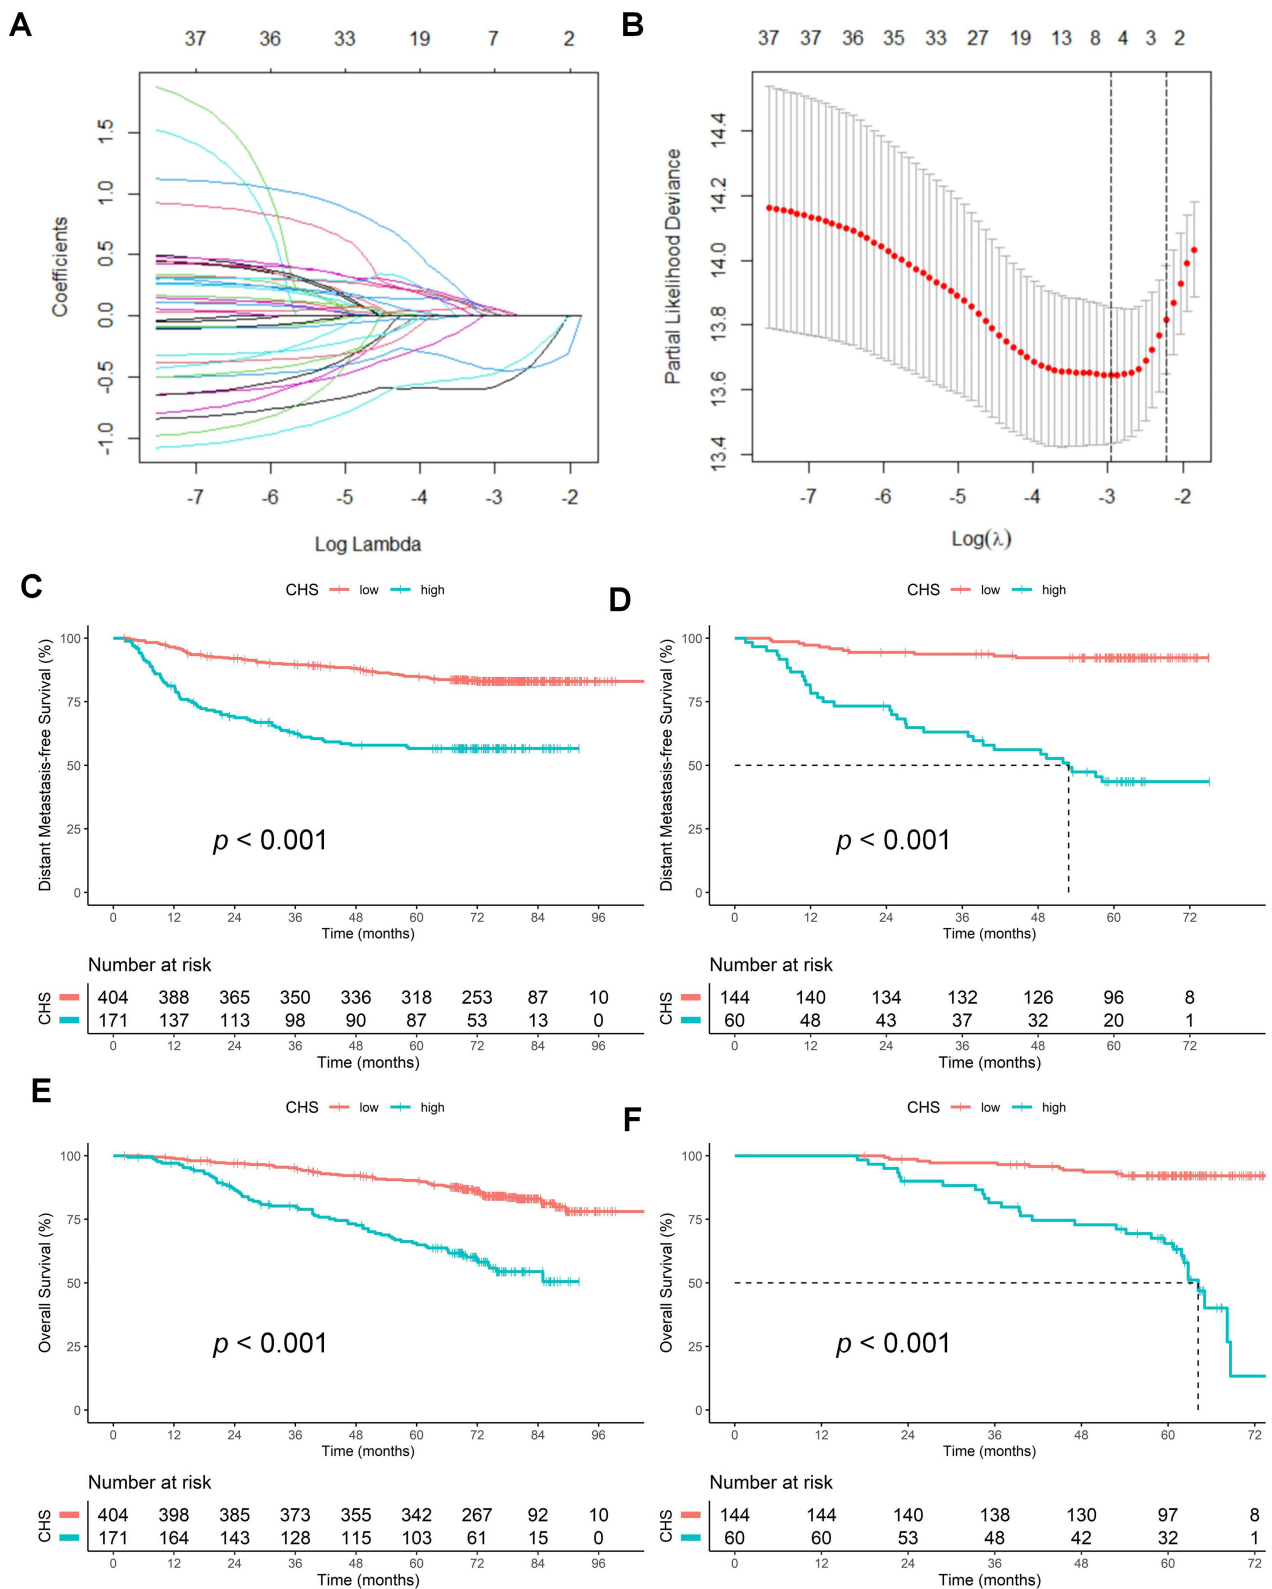 A
37 36 33 19 7 2
Coefficients
1.5
1.0
0.5
0.0
-0.5
-1.0
-7 -6 -5 -4 -3 -2
Log Lambda
B
37 37 36 35 33 27 19 13 8 4 3 2
Partial Likelihood Deviance
14.4
14.2
14.0
13.8
13.6
13.4
-7 -6 -5 -4 -3 -2
Log(λ)
C
CHS low high
Distant Metastasis-free Survival (%)
100
75
50
25
0
p < 0.001
0 12 24 36 48 60 72 84 96
Time (months)
Number at risk
CHS
404 388 365 350 336 318 253 87 10
171 137 113 98 90 87 53 13 0
0 12 24 36 48 60 72 84 96
Time (months)
D
CHS low high
Distant Metastasis-free Survival (%)
100
75
50
25
0
p < 0.001
0 12 24 36 48 60 72
Time (months)
Number at risk
CHS
144 140 134 132 126 96 8
60 48 43 37 32 20 1
0 12 24 36 48 60 72
Time (months)
E
CHS low high
Overall Survival (%)
100
75
50
25
0
p < 0.001
0 12 24 36 48 60 72 84 96
Time (months)
Number at risk
CHS
404 398 385 373 355 342 267 92 10
171 164 143 128 115 103 61 15 0
0 12 24 36 48 60 72 84 96
Time (months)
F
CHS low high
Overall Survival (%)
100
75
50
25
0
p < 0.001
0 12 24 36 48 60 72
Time (months)
Number at risk
CHS
144 144 140 138 130 97 8
60 60 53 48 42 32 1
0 12 24 36 48 60 72
Time (months)